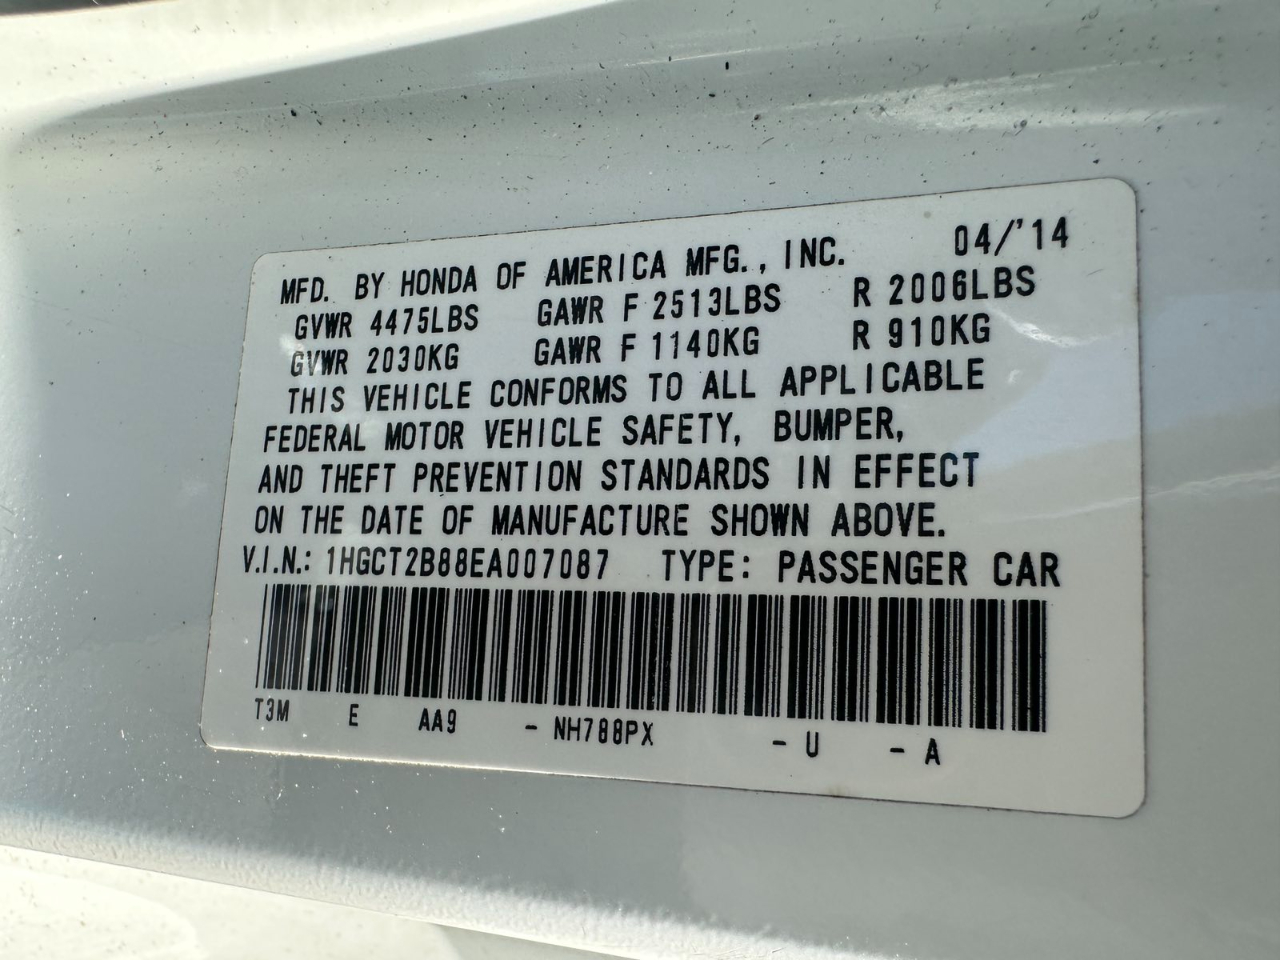 MFD. BY HONDA OF AMERICA MFG., INC. 04/'14
GVWR 4475LBS GAWR F 2513LBS R 2006LBS
GVWR 2030KG GAWR F 1140KG R 910KG
THIS VEHICLE CONFORMS TO ALL APPLICABLE
FEDERAL MOTOR VEHICLE SAFETY, BUMPER,
AND THEFT PREVENTION STANDARDS IN EFFECT
ON THE DATE OF MANUFACTURE SHOWN ABOVE.
V.I.N.: 1HGCT2B88EA007087 TYPE: PASSENGER CAR
T3M E AA9 - NH788PX - U - A